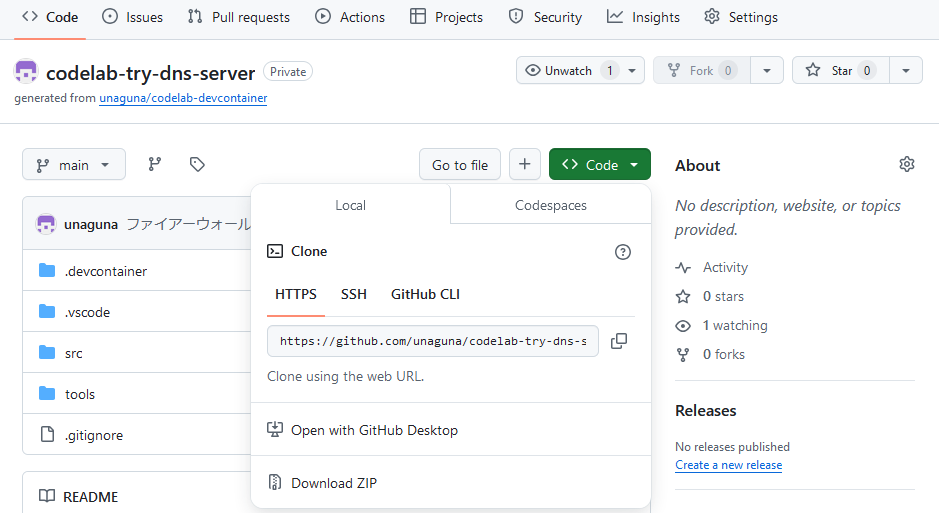 Code Issues Pull requests Actions Projects Security Insights Settings
codelab-try-dns-server Private Unwatch 1 Fork 0 Star 0
generated from unaguna/codelab-devcontainer
main Go to file Code
Local Codespaces
unaguna ファイアーウォール
Clone
HTTPS SSH GitHub CLI
https://github.com/unaguna/codelab-try-dns-s
Clone using the web URL.
Open with GitHub Desktop
Download ZIP
.devcontainer
.vscode
src
tools
.gitignore
README
About
No description, website, or topics
provided.
Activity
0 stars
1 watching
0 forks
Releases
No releases published
Create a new release